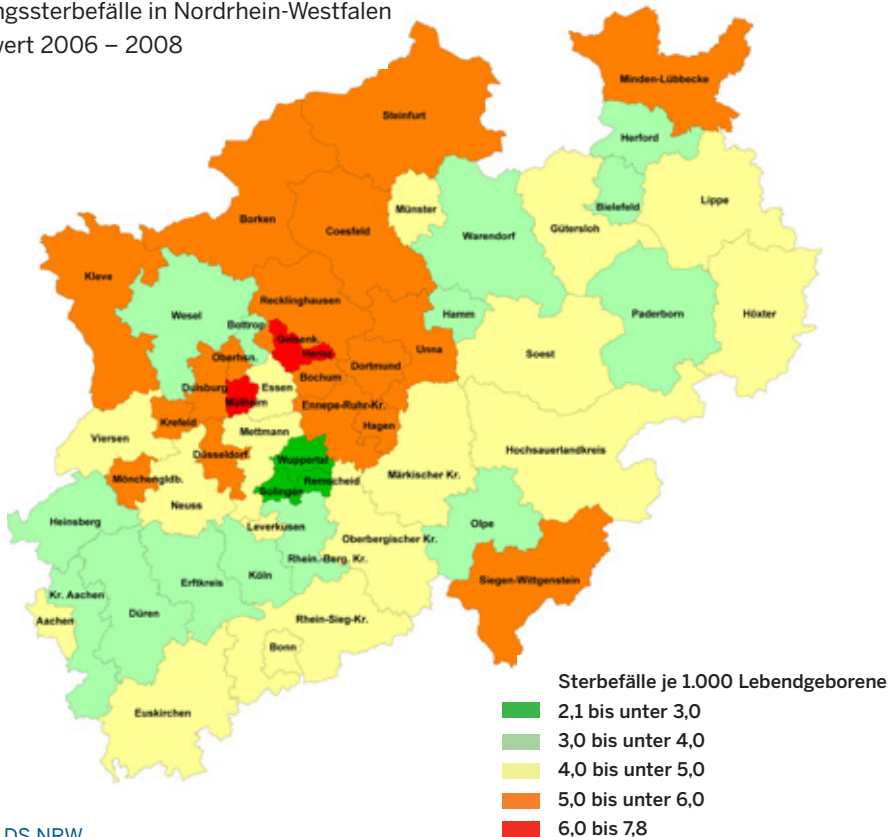 ngssterbefälle in Nordrhein-Westfalen
wert 2006 – 2008
Minden-Lübbecke
Steinfurt
Herford
Bielefeld
Lippe
Münster
Borken
Coesfeld
Warendorf
Gütersloh
Kleve
Recklinghausen
Wesel
Bottrop
Hamm
Paderborn
Höxter
Gelsenk.
Herne
Oberhsn.
Unna
Soest
Dortmund
Bochum
Duisburg
Essen
Mülheim
Ennepe-Ruhr-Kr.
Krefeld
Hagen
Viersen
Mettmann
Hochsauerlandkreis
Düsseldorf
Wuppertal
Mönchengldb.
Remscheid
Märkischer Kr.
Solingen
Neuss
Heinsberg
Leverkusen
Olpe
Oberbergischer Kr.
Rhein.-Berg. Kr.
Köln
Erftkreis
Siegen-Wittgenstein
Kr. Aachen
Düren
Aachen
Rhein-Sieg-Kr.
Bonn
Euskirchen
Sterbefälle je 1.000 Lebendgeborene
2,1 bis unter 3,0
3,0 bis unter 4,0
4,0 bis unter 5,0
5,0 bis unter 6,0
6,0 bis 7,8
DS NRW